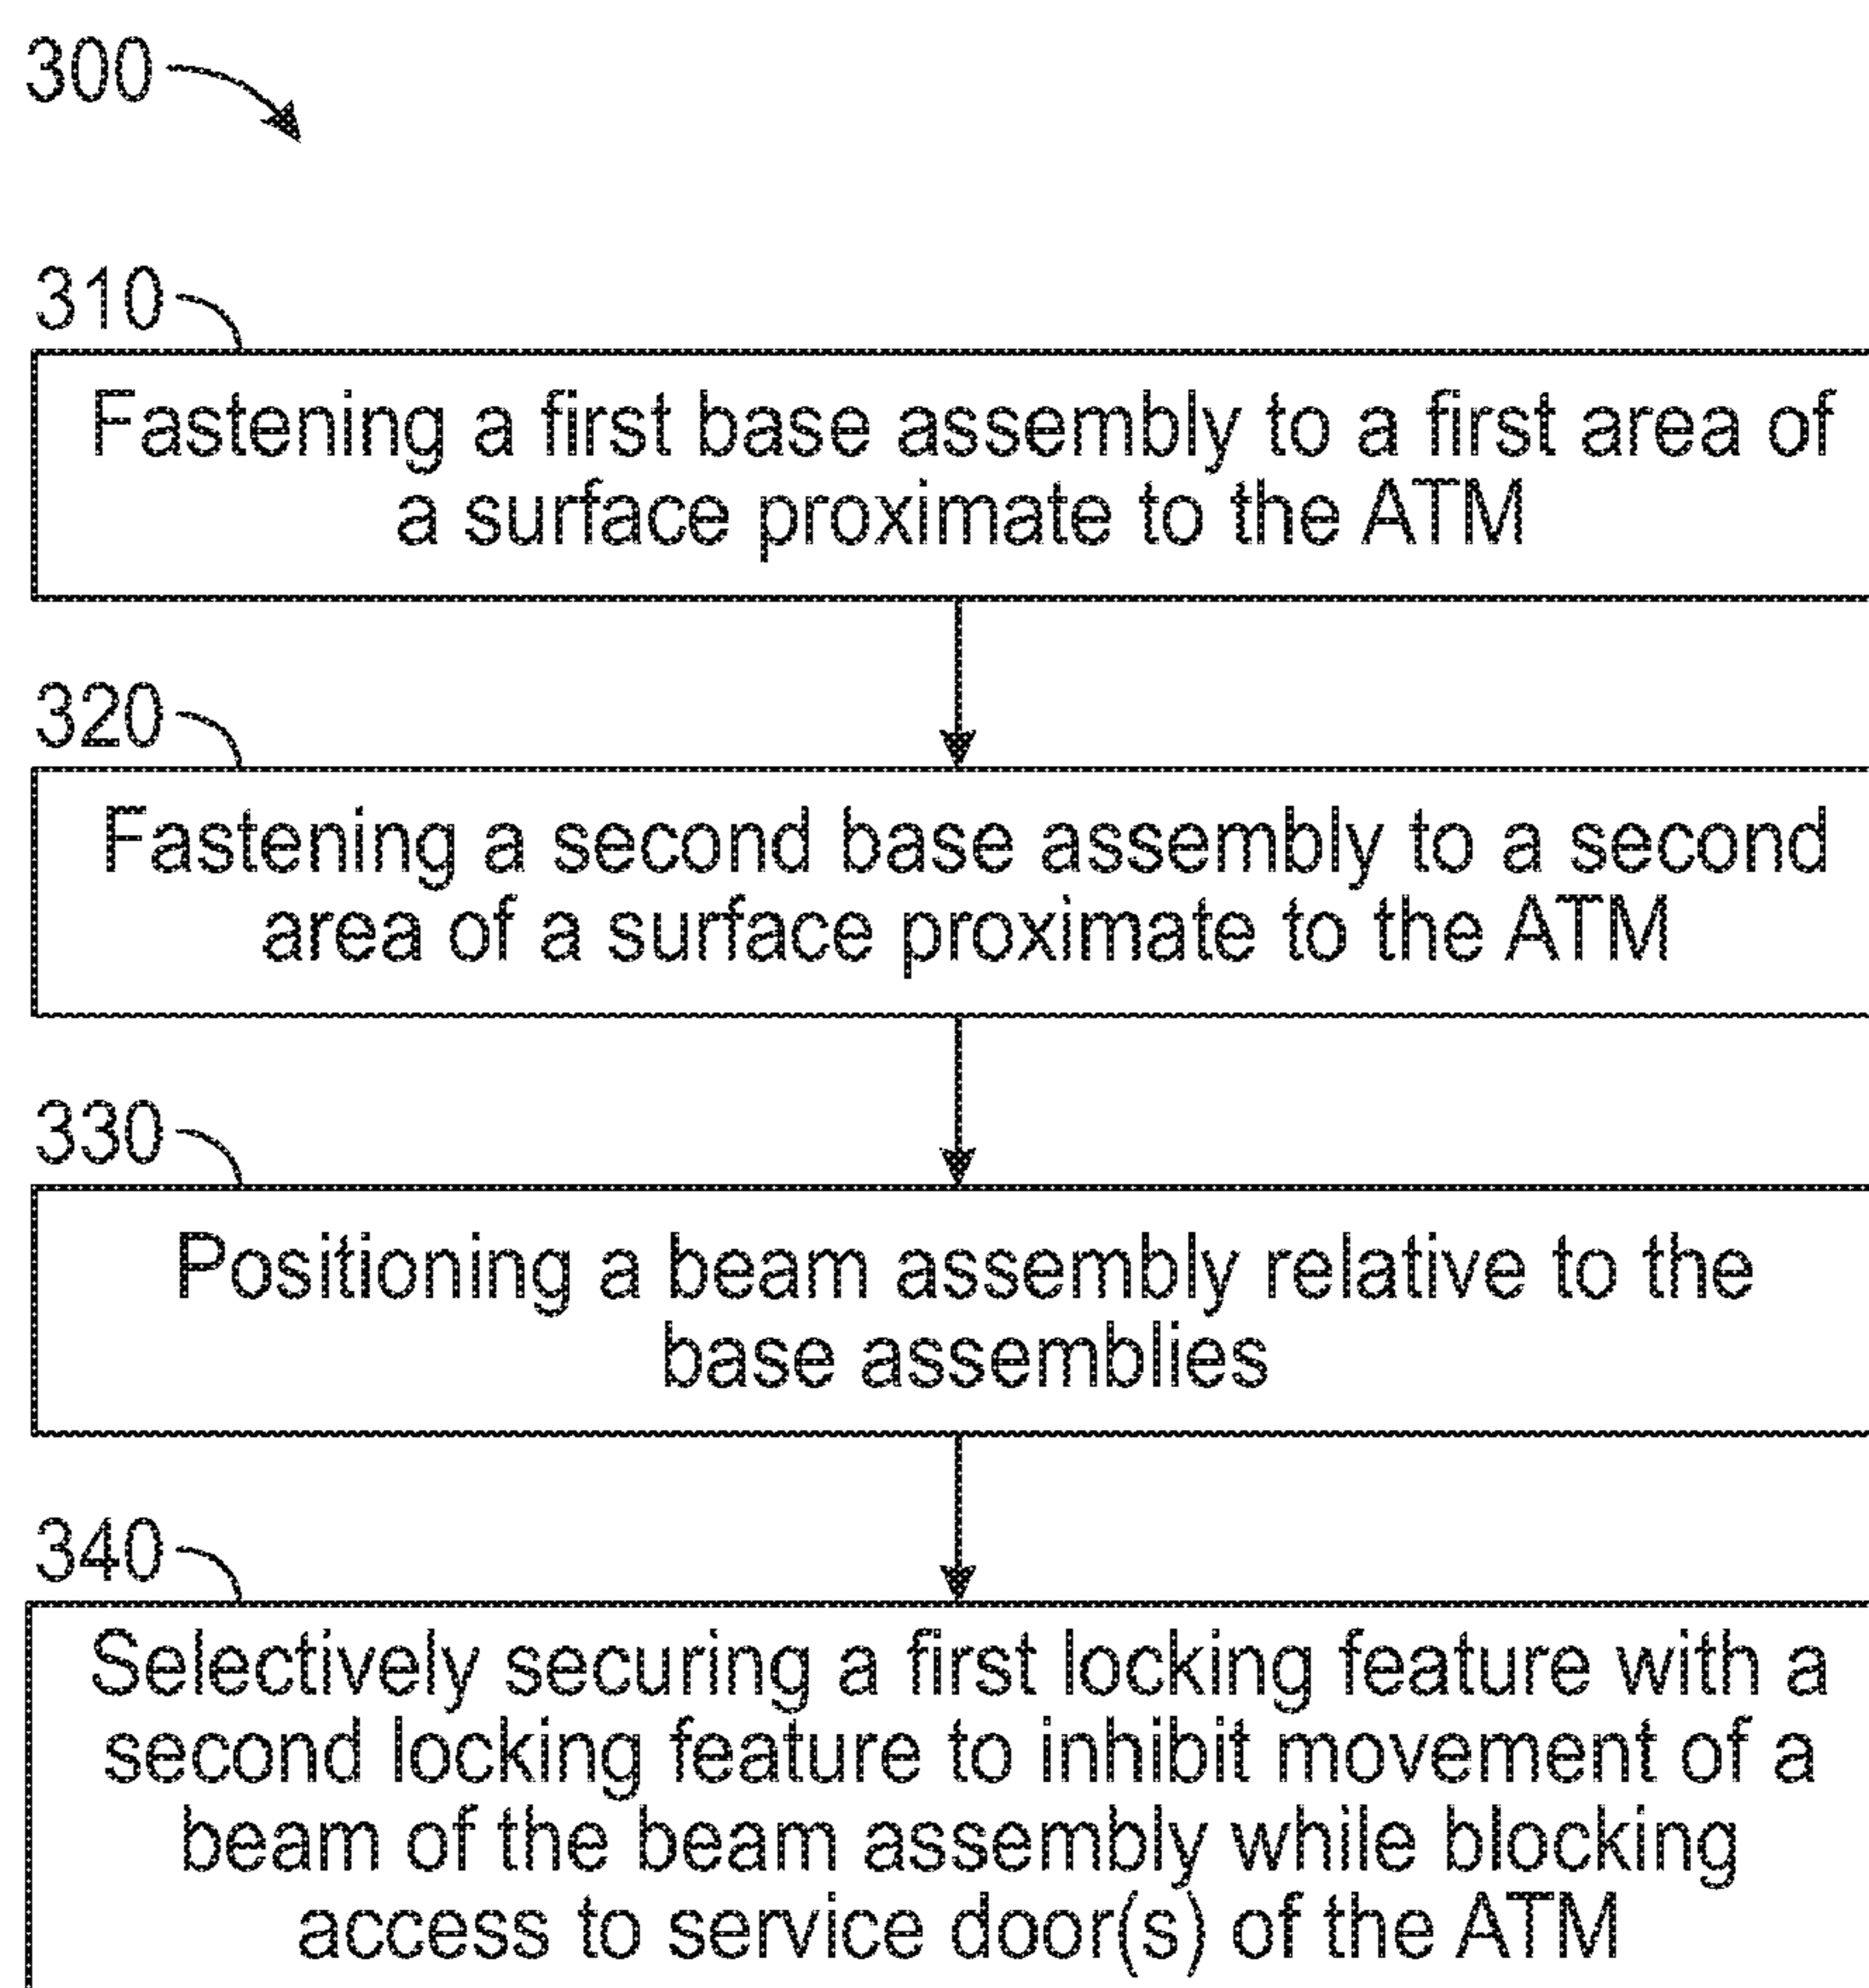 300
310
Fastening a first base assembly to a first area of
a surface proximate to the ATM
320
Fastening a second base assembly to a second
area of a surface proximate to the ATM
330
Positioning a beam assembly relative to the
base assemblies
340
Selectively securing a first locking feature with a
second locking feature to inhibit movement of a
beam of the beam assembly while blocking
access to service door(s) of the ATM